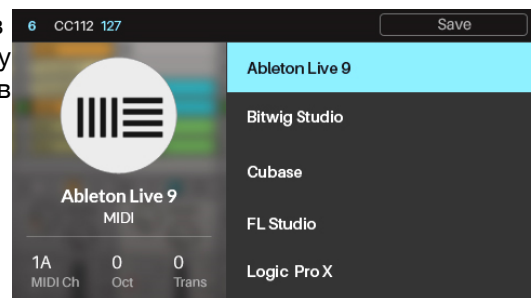 в
у
в
6 CC112 127 Save
Ableton Live 9
MIDI
1A 0 0
MIDI Ch Oct Trans
Ableton Live 9
Bitwig Studio
Cubase
FL Studio
Logic Pro X